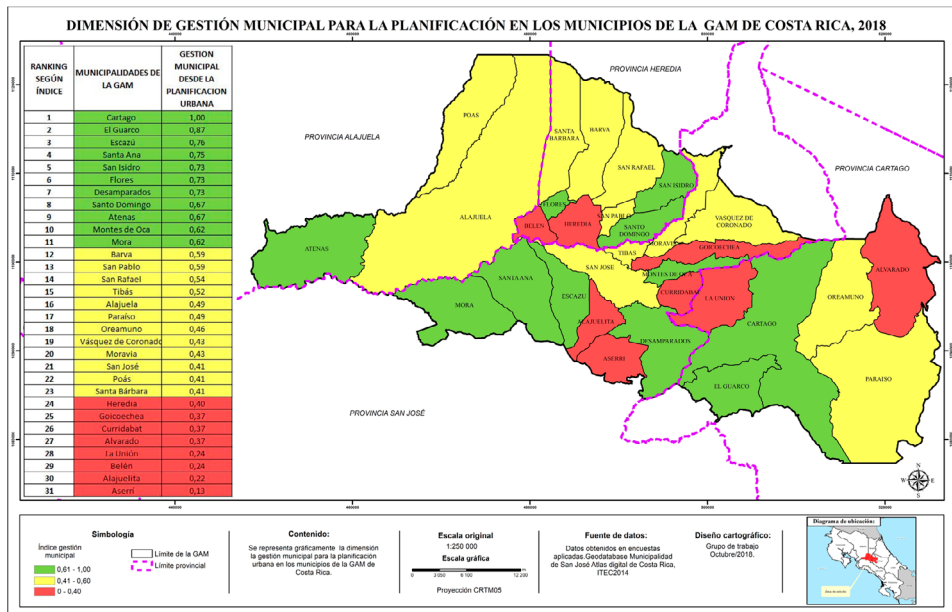 DIMENSIÓN DE GESTIÓN MUNICIPAL PARA LA PLANIFICACIÓN EN LOS MUNICIPIOS DE LA GAM DE COSTA RICA, 2018
RANKING SEGÚN ÍNDICE MUNICIPALIDADES DE LA GAM GESTION MUNICIPAL DESDE LA PLANIFICACION URBANA
1 Cartago 1,00
2 El Guarco 0,87
3 Escazú 0,76
4 Santa Ana 0,75
5 San Isidro 0,73
6 Flores 0,73
7 Desamparados 0,73
8 Santo Domingo 0,67
9 Atenas 0,67
10 Montes de Oca 0,62
11 Mora 0,62
12 Barva 0,59
13 San Pablo 0,59
14 San Rafael 0,54
15 Tibás 0,52
16 Alajuela 0,49
17 Paraíso 0,49
18 Oreamuno 0,46
19 Vásquez de Coronado 0,43
20 Moravia 0,43
21 San José 0,41
22 Poás 0,41
23 Santa Bárbara 0,41
24 Heredia 0,40
25 Goicoechea 0,37
26 Curridabat 0,37
27 Alvarado 0,37
28 La Unión 0,24
29 Belén 0,24
30 Alajuelita 0,22
31 Aserrí 0,13
PROVINCIA HEREDIA
PROVINCIA ALAJUELA
PROVINCIA CARTAGO
PROVINCIA SAN JOSÉ
POAS
SANTA
BARBARA
BARVA
SAN RAFAEL
SAN ISIDRO
FLORES
ALAJUELA
BELEN
HEREDIA
SAN PABLO
SANTO
DOMINGO
VASQUEZ DE
CORONADO
MORAVIA
GOICOECHEA
ATENAS
TIBAS
SAN JOSE
MONTES DE OCA
ALVARADO
SANTA ANA
ESCAZU
MORA
CURRIDABAT
LA UNION
OREAMUNO
ALAJUELITA
CARTAGO
DESAMPARADOS
ASERRI
EL GUARCO
PARAISO
N
W E
S
Simbología
Índice gestión
municipal
0,61 - 1,00
0,41 - 0,60
0 - 0,40
Límite de la GAM
Límite provincial
Contenido:
Se representa gráficamente la dimensión
la gestión municipal para la planificación
urbana en los municipios de la GAM de
Costa Rica.
Escala original
1:250 000
Escala gráfica
Proyección CRTM05
Fuente de datos:
Datos obtenidos en encuestas
aplicadas.Geodatabase Municipalidad
de San José Atlas digital de Costa Rica,
ITEC2014
Diseño cartográfico:
Grupo de trabajo
Octubre/2018.
Diagrama de ubicación: